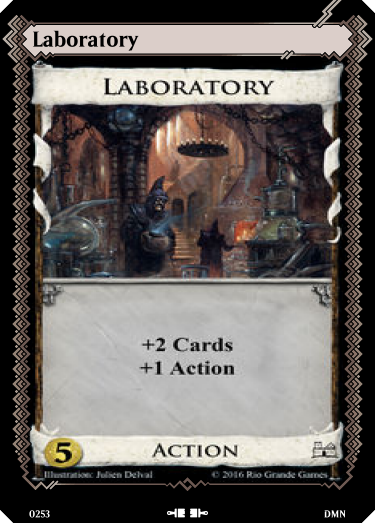 Laboratory
LABORATORY
+2 Cards
+1 Action
5
ACTION
Illustration: Julien Delval
© 2016 Rio Grande Games
0253
DMN